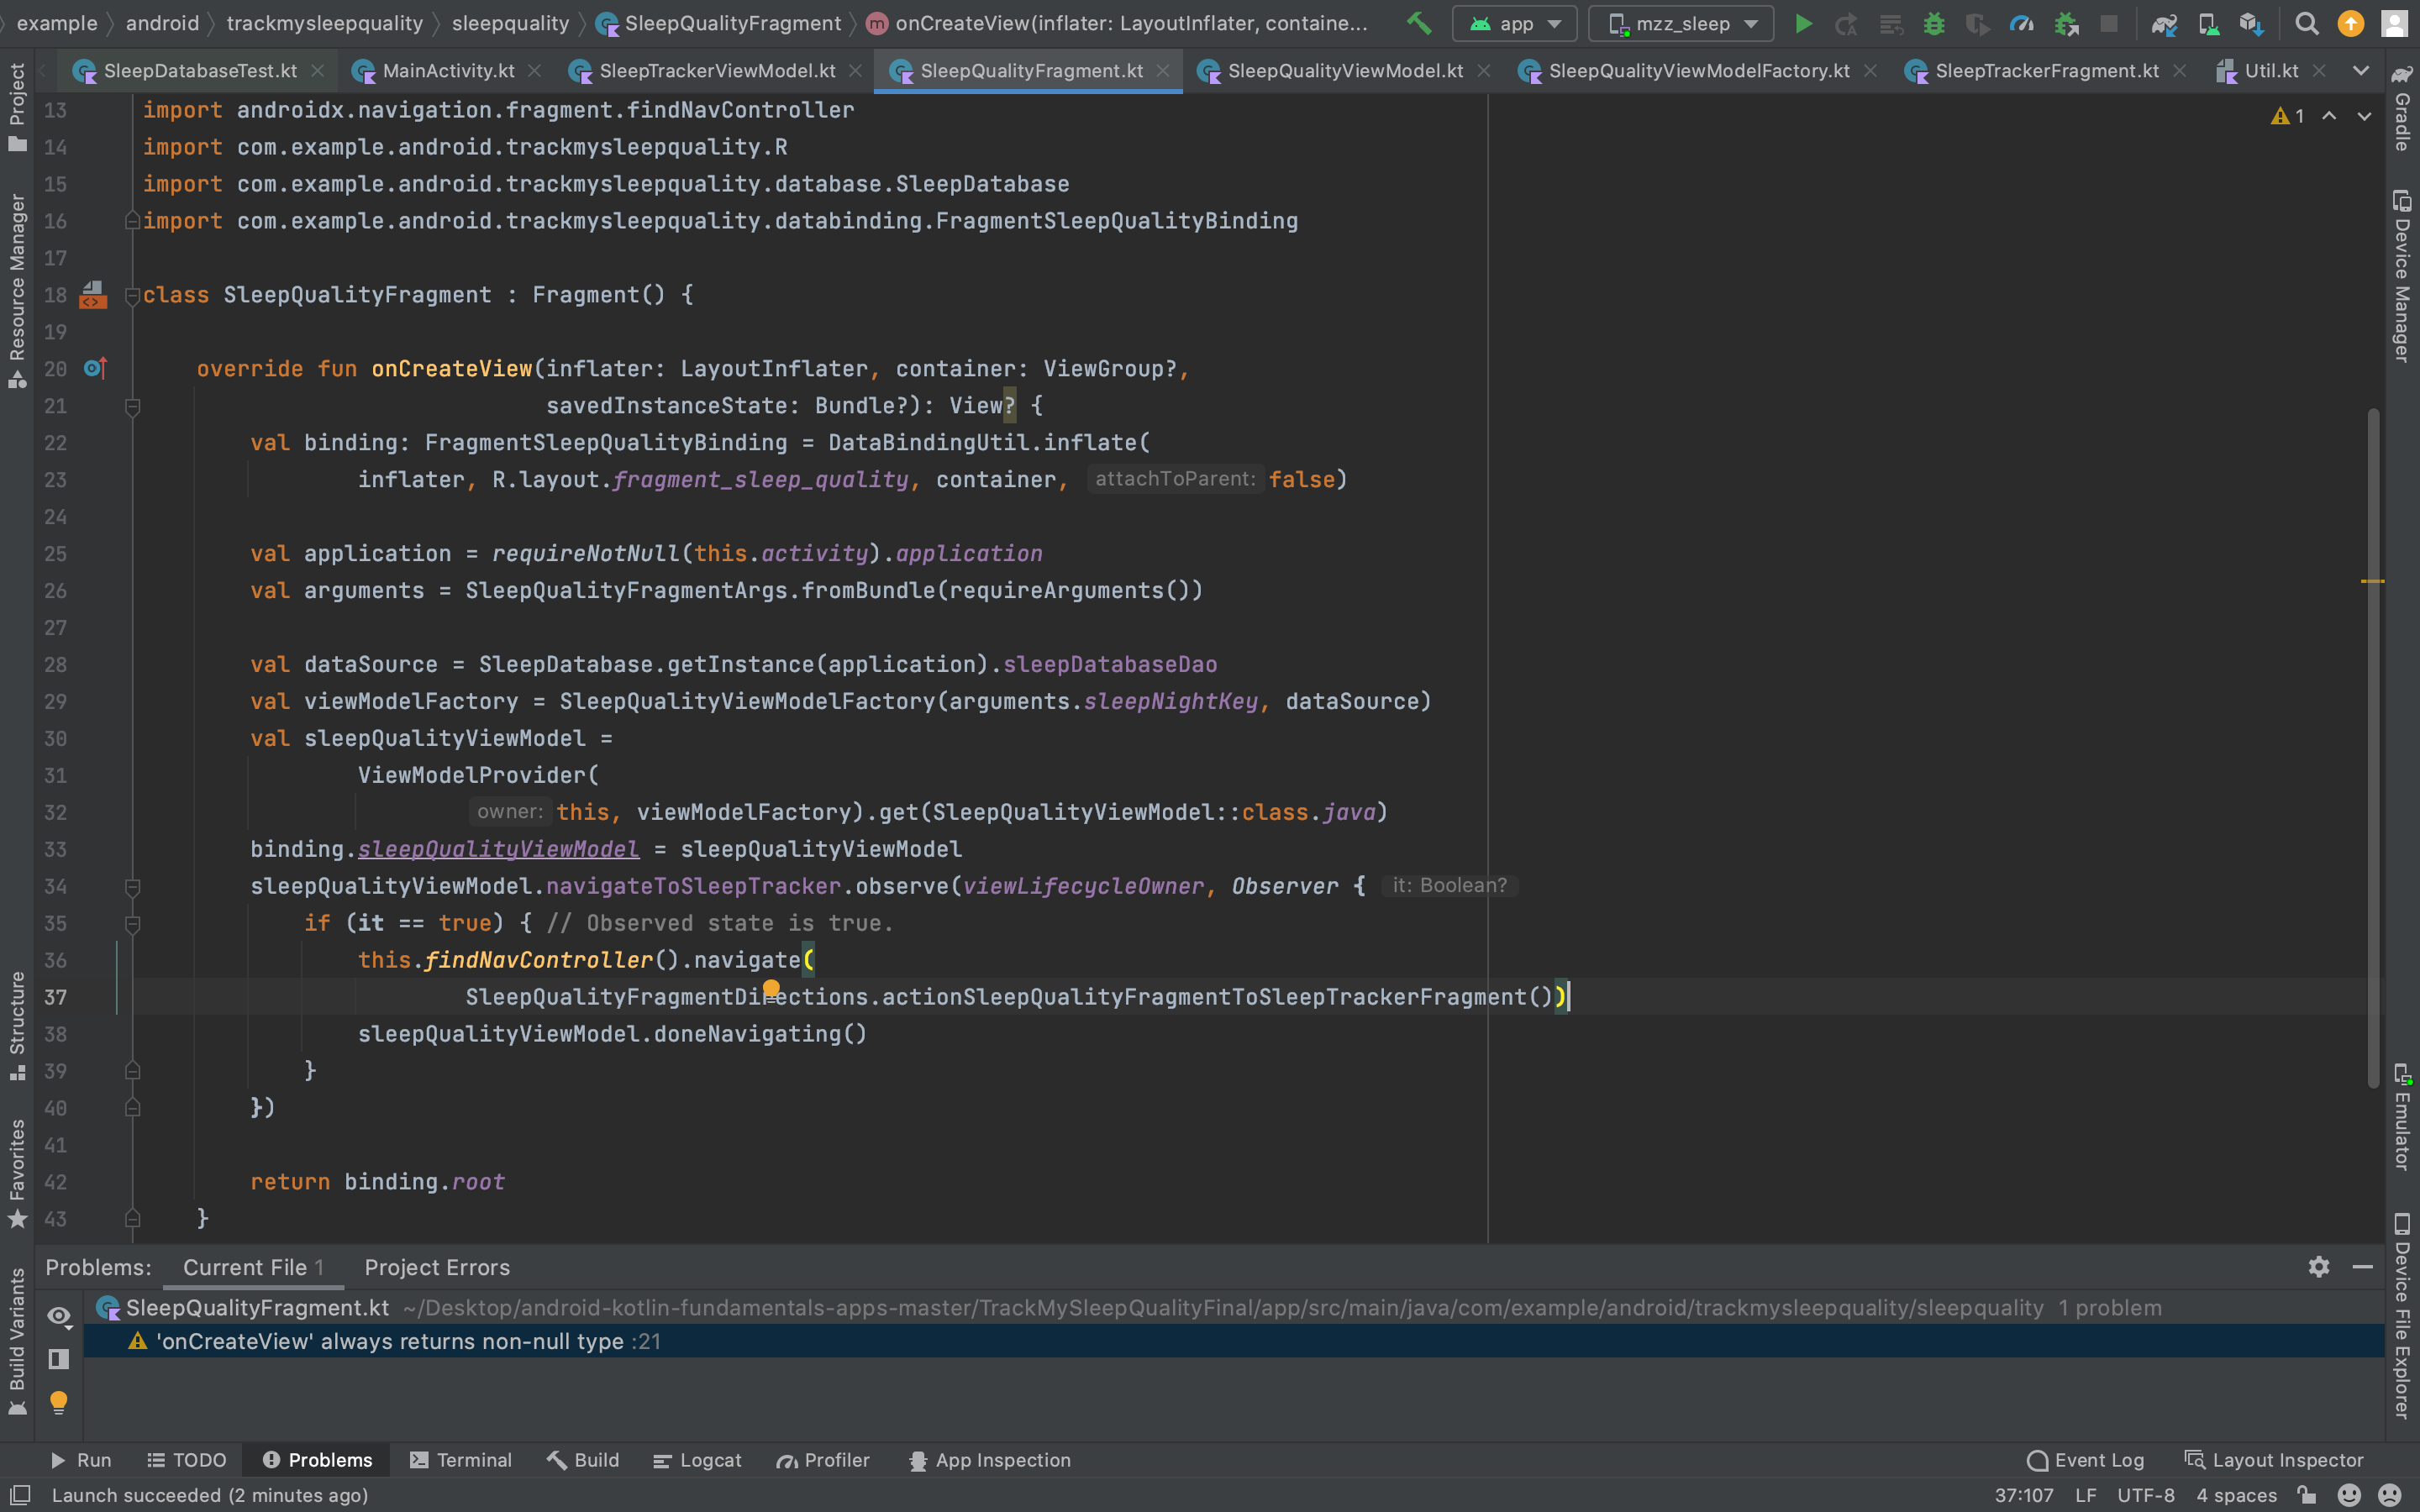 example android trackmysleepquality sleepquality SleepQualityFragment m onCreateView(inflater: LayoutInflater, containe... app mzz_sleep
SleepDatabaseTest.kt MainActivity.kt SleepTrackerViewModel.kt SleepQualityFragment.kt SleepQualityViewModel.kt SleepQualityViewModelFactory.kt SleepTrackerFragment.kt Util.kt
Project
Resource Manager
Structure
Favorites
Build Variants
1
13 import androidx.navigation.fragment.findNavController
14 import com.example.android.trackmysleepquality.R
15 import com.example.android.trackmysleepquality.database.SleepDatabase
16 import com.example.android.trackmysleepquality.databinding.FragmentSleepQualityBinding
17
18 class SleepQualityFragment : Fragment() {
19
20 override fun onCreateView(inflater: LayoutInflater, container: ViewGroup?,
21 savedInstanceState: Bundle?): View? {
22 val binding: FragmentSleepQualityBinding = DataBindingUtil.inflate(
23 inflater, R.layout.fragment_sleep_quality, container, attachToParent: false)
24
25 val application = requireNotNull(this.activity).application
26 val arguments = SleepQualityFragmentArgs.fromBundle(requireArguments())
27
28 val dataSource = SleepDatabase.getInstance(application).sleepDatabaseDao
29 val viewModelFactory = SleepQualityViewModelFactory(arguments.sleepNightKey, dataSource)
30 val sleepQualityViewModel =
31 ViewModelProvider(
32 owner: this, viewModelFactory).get(SleepQualityViewModel::class.java)
33 binding.sleepQualityViewModel = sleepQualityViewModel
34 sleepQualityViewModel.navigateToSleepTracker.observe(viewLifecycleOwner, Observer { it: Boolean?
35 if (it == true) { // Observed state is true.
36 this.findNavController().navigate(
37 SleepQualityFragmentDirections.actionSleepQualityFragmentToSleepTrackerFragment())
38 sleepQualityViewModel.doneNavigating()
39 }
40 })
41
42 return binding.root
43 }
Gradle
Device Manager
Emulator
Device File Explorer
Problems: Current File 1 Project Errors
SleepQualityFragment.kt ~/Desktop/android-kotlin-fundamentals-apps-master/TrackMySleepQualityFinal/app/src/main/java/com/example/android/trackmysleepquality/sleepquality 1 problem
'onCreateView' always returns non-null type :21
Run TODO Problems Terminal Build Logcat Profiler App Inspection Event Log Layout Inspector
Launch succeeded (2 minutes ago) 37:107 LF UTF-8 4 spaces